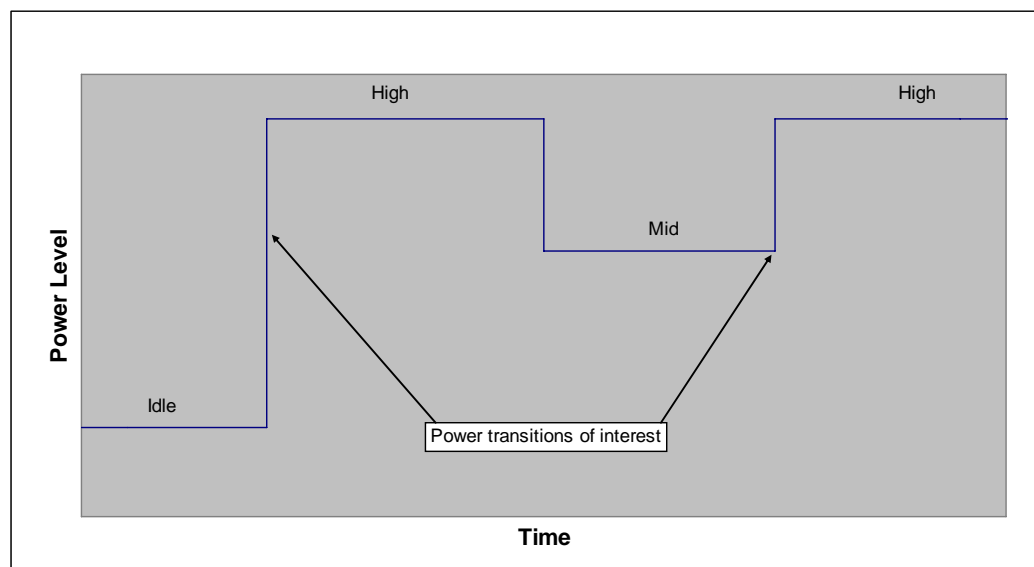 High
High
Mid
Power Level
Idle
Power transitions of interest
Time